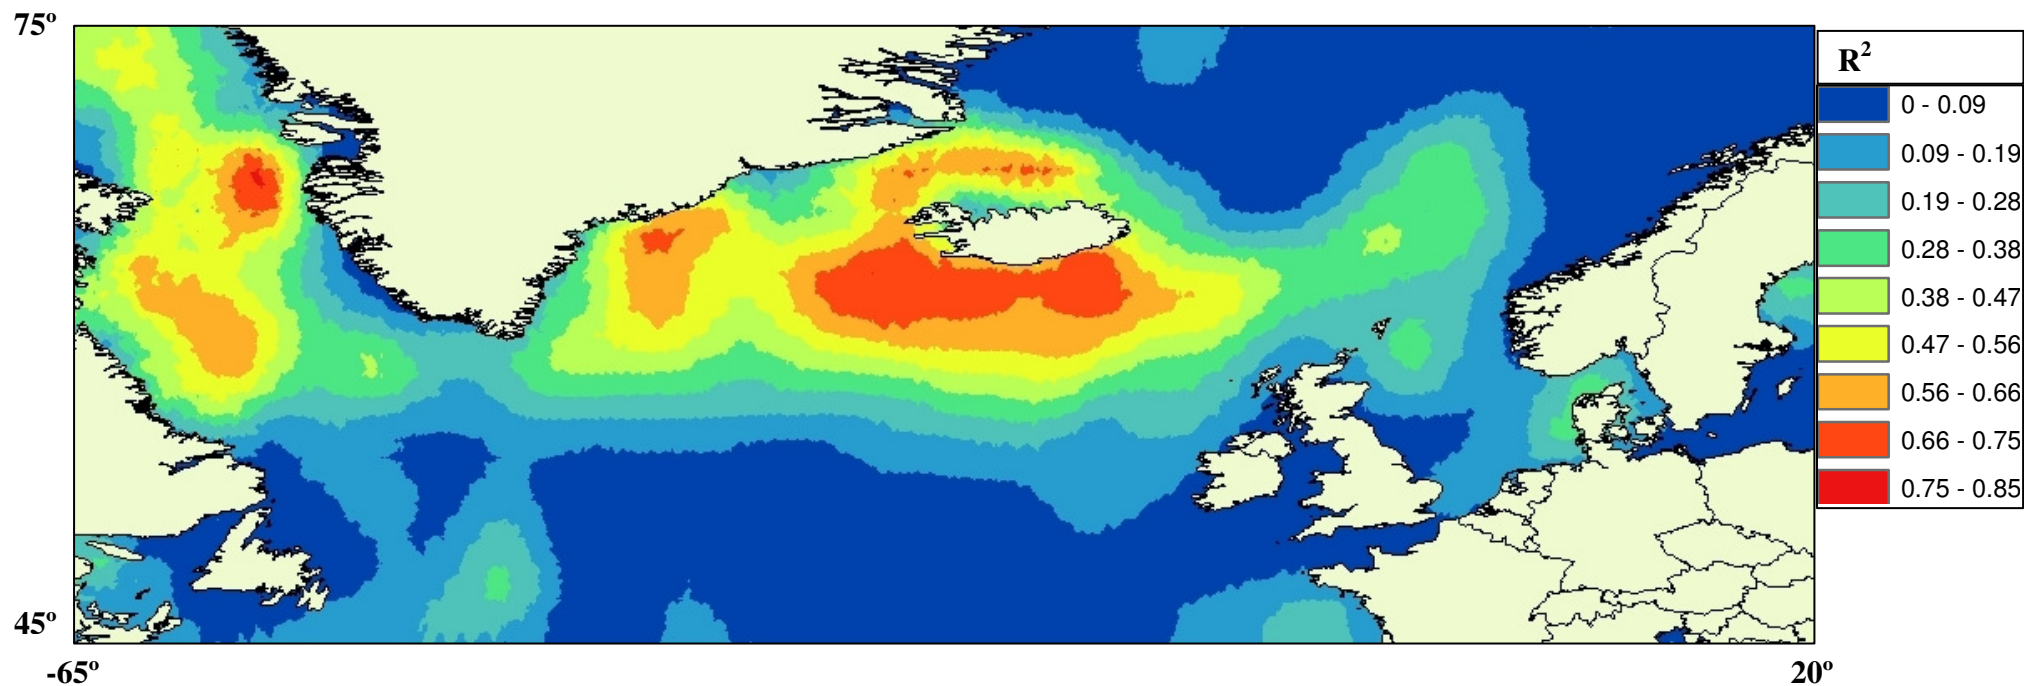 75º
R²
0 - 0.09
0.09 - 0.19
0.19 - 0.28
0.28 - 0.38
0.38 - 0.47
0.47 - 0.56
0.56 - 0.66
0.66 - 0.75
0.75 - 0.85
45º
-65º 20º